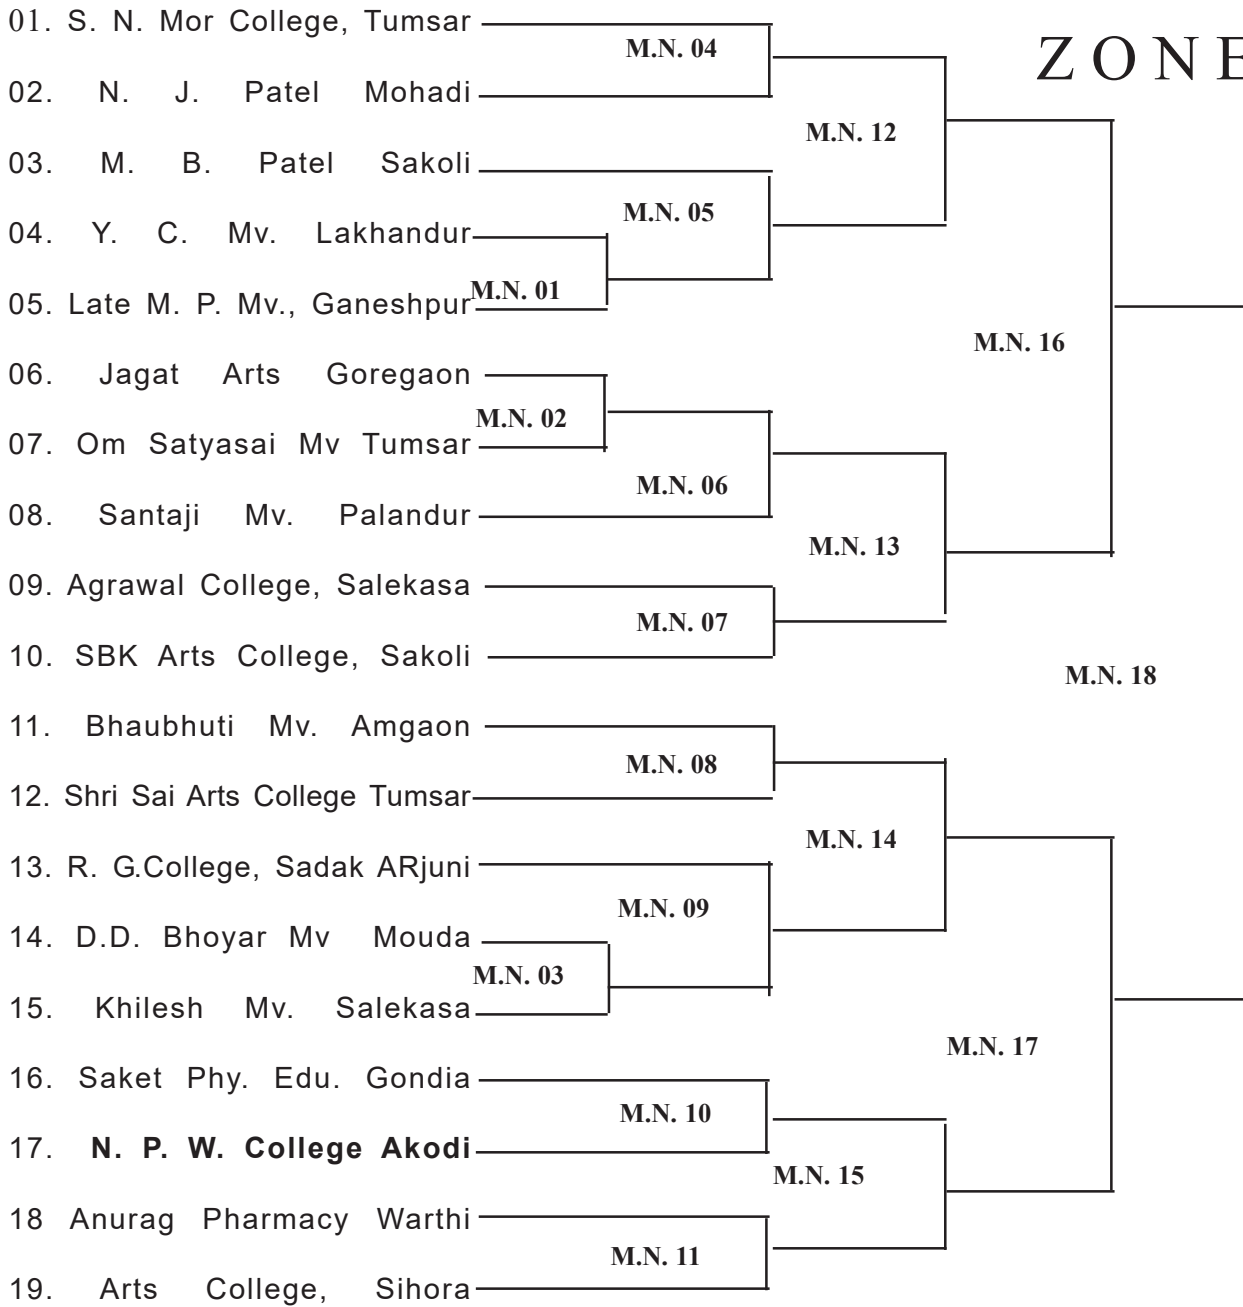 01. S. N. Mor College, Tumsar
M.N. 04
ZONE
02. N. J. Patel Mohadi
M.N. 12
03. M. B. Patel Sakoli
M.N. 05
04. Y. C. Mv. Lakhandur
M.N. 01
05. Late M. P. Mv., Ganeshpur
M.N. 16
06. Jagat Arts Goregaon
M.N. 02
07. Om Satyasai Mv Tumsar
M.N. 06
08. Santaji Mv. Palandur
M.N. 13
09. Agrawal College, Salekasa
M.N. 07
10. SBK Arts College, Sakoli
M.N. 18
11. Bhaubhuti Mv. Amgaon
M.N. 08
12. Shri Sai Arts College Tumsar
M.N. 14
13. R. G.College, Sadak ARjuni
M.N. 09
14. D.D. Bhoyar Mv Mouda
M.N. 03
15. Khilesh Mv. Salekasa
M.N. 17
16. Saket Phy. Edu. Gondia
M.N. 10
17. N. P. W. College Akodi
M.N. 15
18 Anurag Pharmacy Warthi
M.N. 11
19. Arts College, Sihora